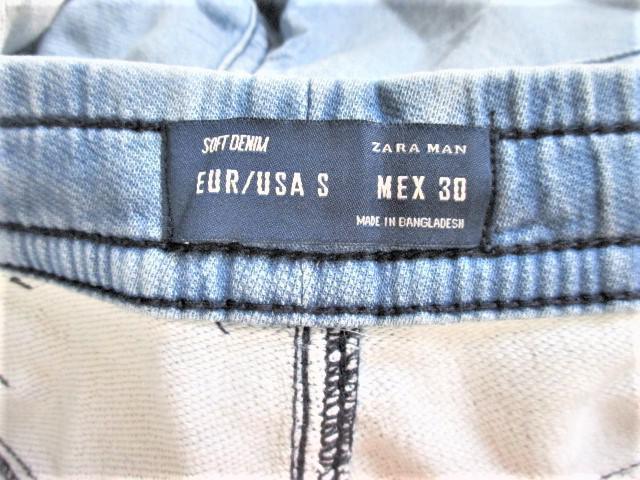 SOFT DENIM ZARA MAN
EUR/USA S MEX 30
MADE IN BANGLADESH